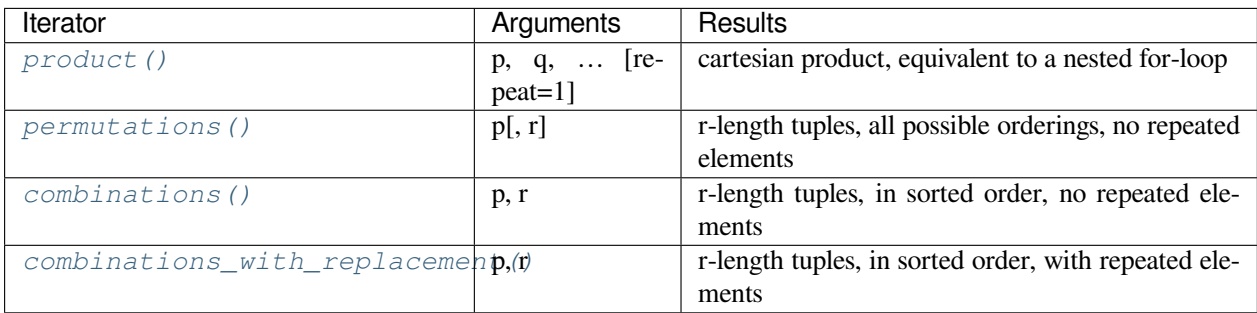 Iterator Arguments Results
product() p, q, … [re- cartesian product, equivalent to a nested for-loop
peat=1]
permutations() p[, r] r-length tuples, all possible orderings, no repeated
elements
combinations() p, r r-length tuples, in sorted order, no repeated ele-
ments
combinations_with_replacement() p, r r-length tuples, in sorted order, with repeated ele-
ments